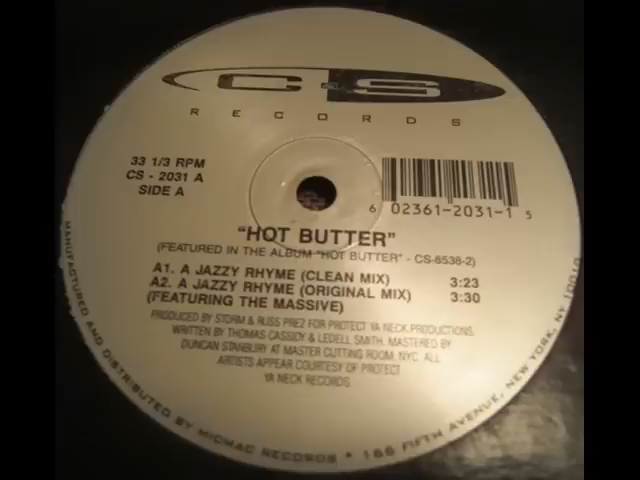 C&S
RECORDS
33 1/3 RPM
CS - 2031 A
SIDE A
6 02361-2031-1 5
"HOT BUTTER"
(FEATURED IN THE ALBUM "HOT BUTTER" - CS-8538-2)
A1. A JAZZY RHYME (CLEAN MIX) 3:23
A2. A JAZZY RHYME (ORIGINAL MIX) 3:30
(FEATURING THE MASSIVE)
PRODUCED BY STORM & RUSS PREZ FOR PROTECT YA NECK PRODUCTIONS.
WRITTEN BY THOMAS CASSIDY & LEDELL SMITH. MASTERED BY
DUNCAN STANBURY AT MASTER CUTTING ROOM, NYC. ALL
ARTISTS APPEAR COURTESY OF PROTECT
YA NECK RECORDS.
MANUFACTURED AND DISTRIBUTED BY MICMAC RECORDS • 166 FIFTH AVENUE, NEW YORK, NY 10010